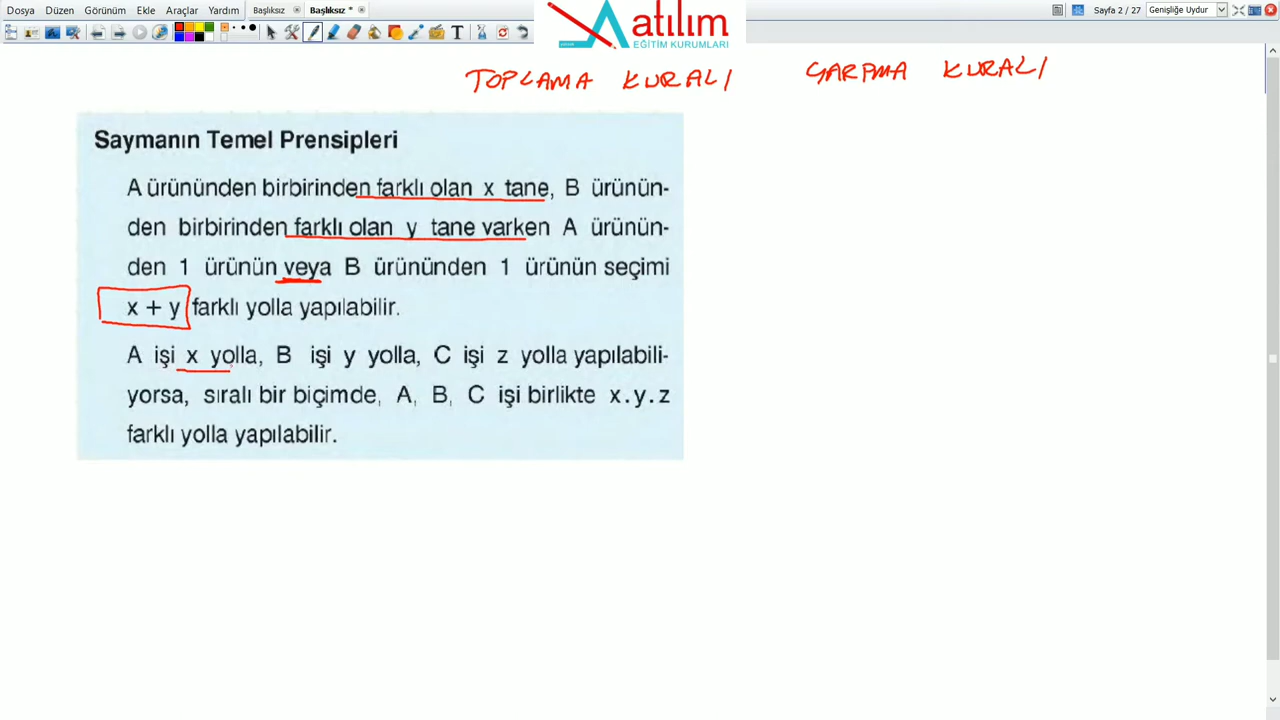 Dosya Düzen Görünüm Ekle Araçlar Yardım Başlıksız Başlıksız * Sayfa 2 / 27 Genişliğe Uydur
atılım
EĞİTİM KURUMLARI
TOPLAMA KURALI ÇARPMA KURALI
Saymanın Temel Prensipleri
A ürününden birbirinden farklı olan x tane, B ürünün-
den birbirinden farklı olan y tane varken A ürünün-
den 1 ürünün veya B ürününden 1 ürünün seçimi
x + y farklı yolla yapılabilir.
A işi x yolla, B işi y yolla, C işi z yolla yapılabili-
yorsa, sıralı bir biçimde, A, B, C işi birlikte x.y.z
farklı yolla yapılabilir.